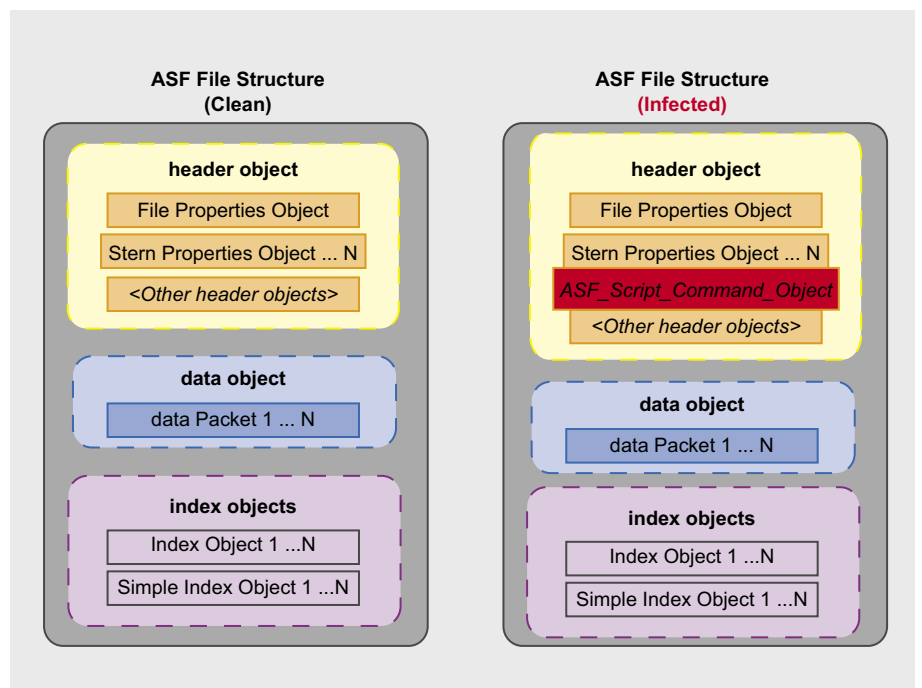 ASF File Structure
(Clean)
header object
File Properties Object
Stern Properties Object ... N
<Other header objects>
data object
data Packet 1 ... N
index objects
Index Object 1 ...N
Simple Index Object 1 ...N
ASF File Structure
(Infected)
header object
File Properties Object
Stern Properties Object ... N
ASF_Script_Command_Object
<Other header objects>
data object
data Packet 1 ... N
index objects
Index Object 1 ...N
Simple Index Object 1 ...N